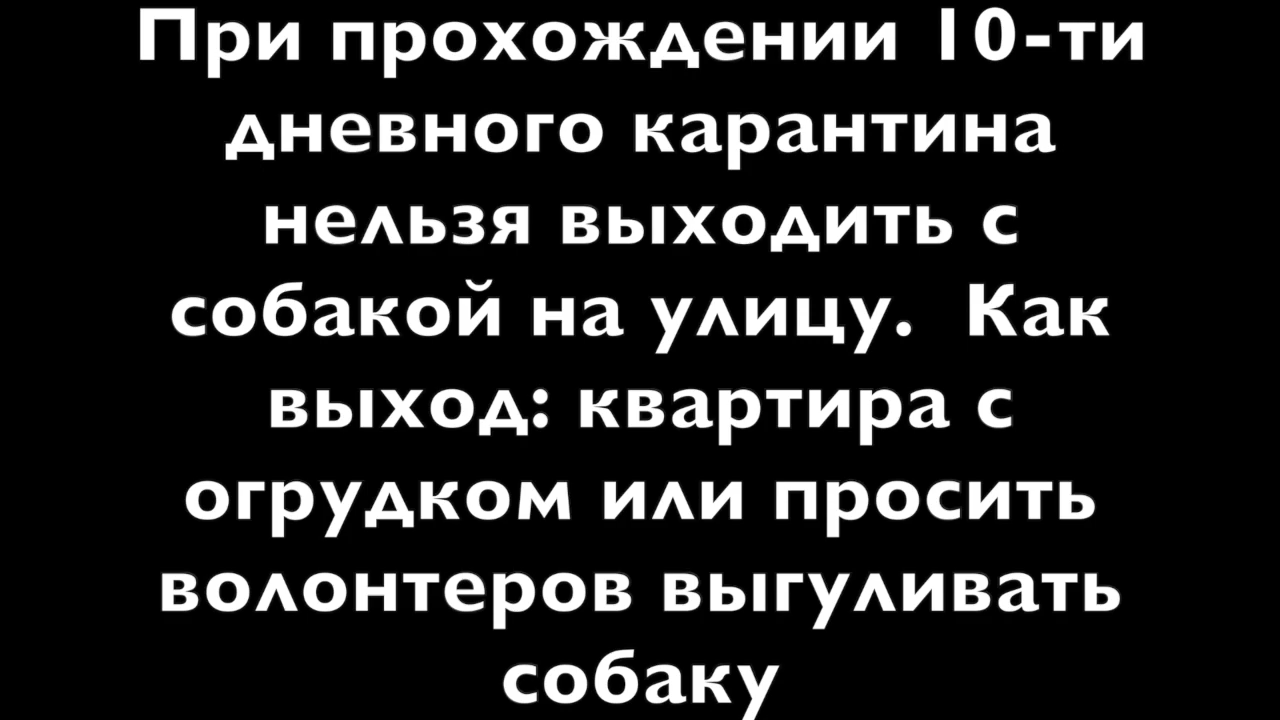 При прохождении 10-ти
дневного карантина
нельзя выходить с
собакой на улицу.  Как
выход: квартира с
огрудком или просить
волонтеров выгуливать
собаку